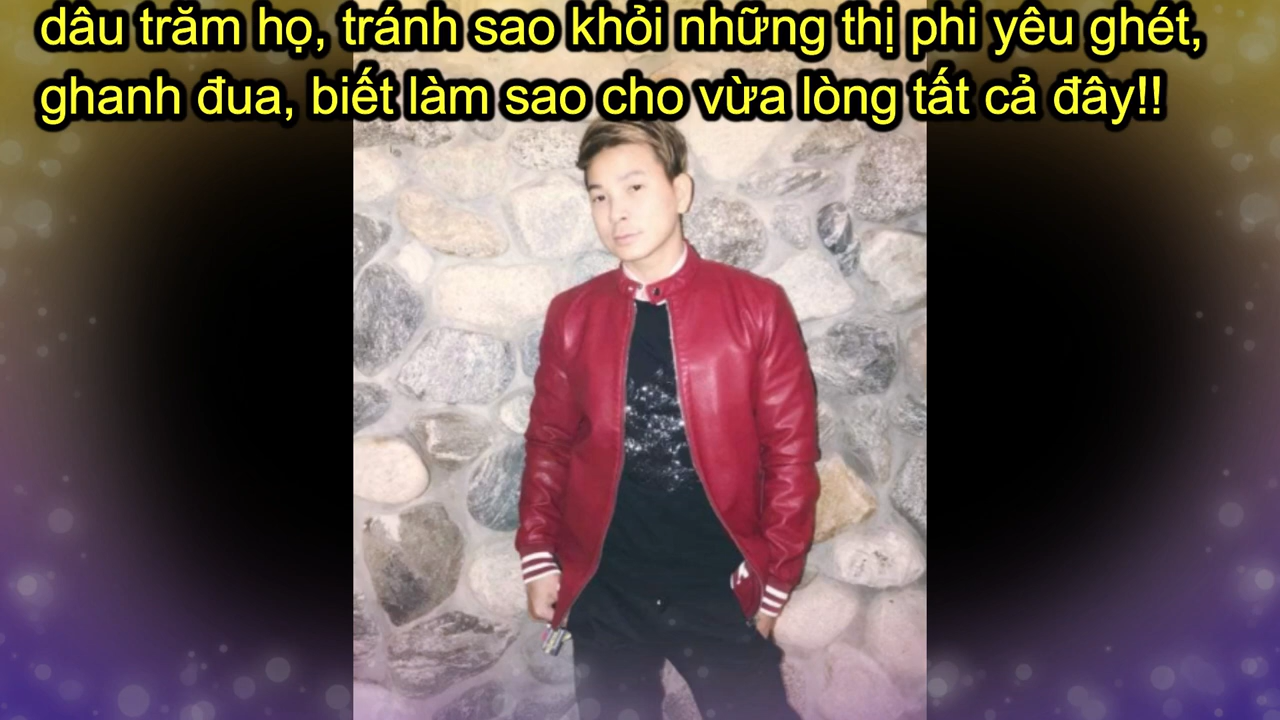 dâu trăm họ, tránh sao khỏi những thị phi yêu ghét,
ghanh đua, biết làm sao cho vừa lòng tất cả đây!!